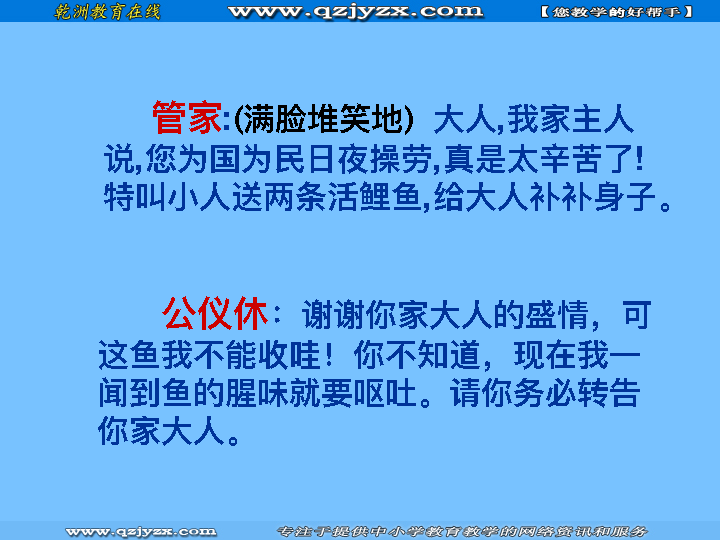 乾洲教育在线 www.qzjyzx.com 【您教学的好帮手】
管家:(满脸堆笑地) 大人,我家主人
说,您为国为民日夜操劳,真是太辛苦了!
特叫小人送两条活鲤鱼,给大人补补身子。
公仪休：谢谢你家大人的盛情，可
这鱼我不能收哇！你不知道，现在我一
闻到鱼的腥味就要呕吐。请你务必转告
你家大人。
www.qzjyzx.com 专注于提供中小学教育教学的网络资讯和服务